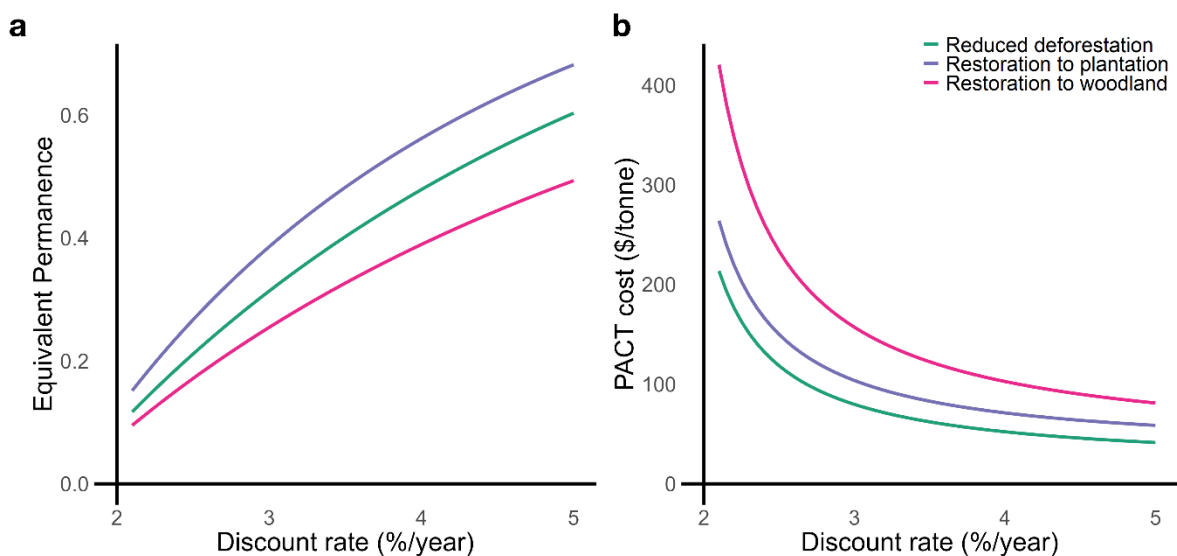 a
Equivalent Permanence
0.6
0.4
0.2
0.0
2
3
4
5
Discount rate (%/year)
b
Reduced deforestation
Restoration to plantation
Restoration to woodland
PACT cost ($/tonne)
400
300
200
100
0
2
3
4
5
Discount rate (%/year)